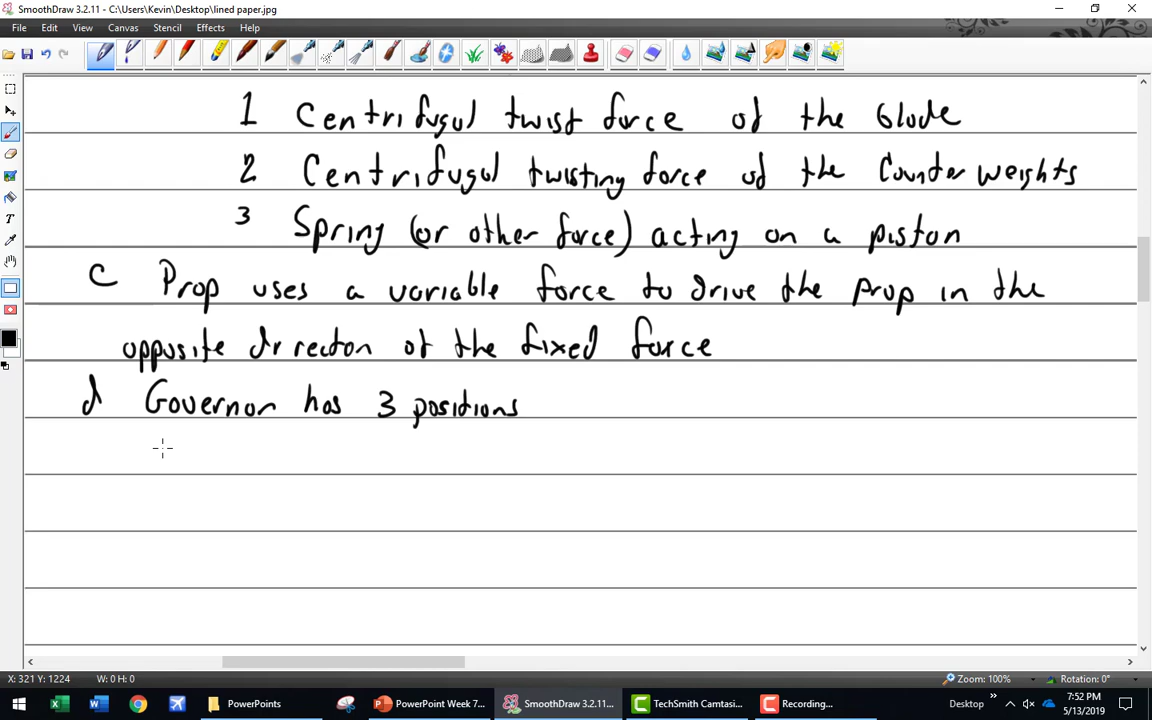 SmoothDraw 3.2.11 - C:\Users\Kevin\Desktop\lined paper.jpg
File Edit View Canvas Stencil Effects Help
1 Centrifugal twist force of the blade
2 Centrifugal twisting force of the Counterweights
3 Spring (or other force) acting on a piston
C Prop uses a variable force to drive the prop in the
opposite directon of the fixed force
d Governor has 3 positions
X: 321 Y: 1224 W: 0 H: 0 Zoom: 100% Rotation: 0°
PowerPoints PowerPoint Week 7... SmoothDraw 3.2.11... TechSmith Camtasi... Recording... Desktop 7:52 PM
5/13/2019